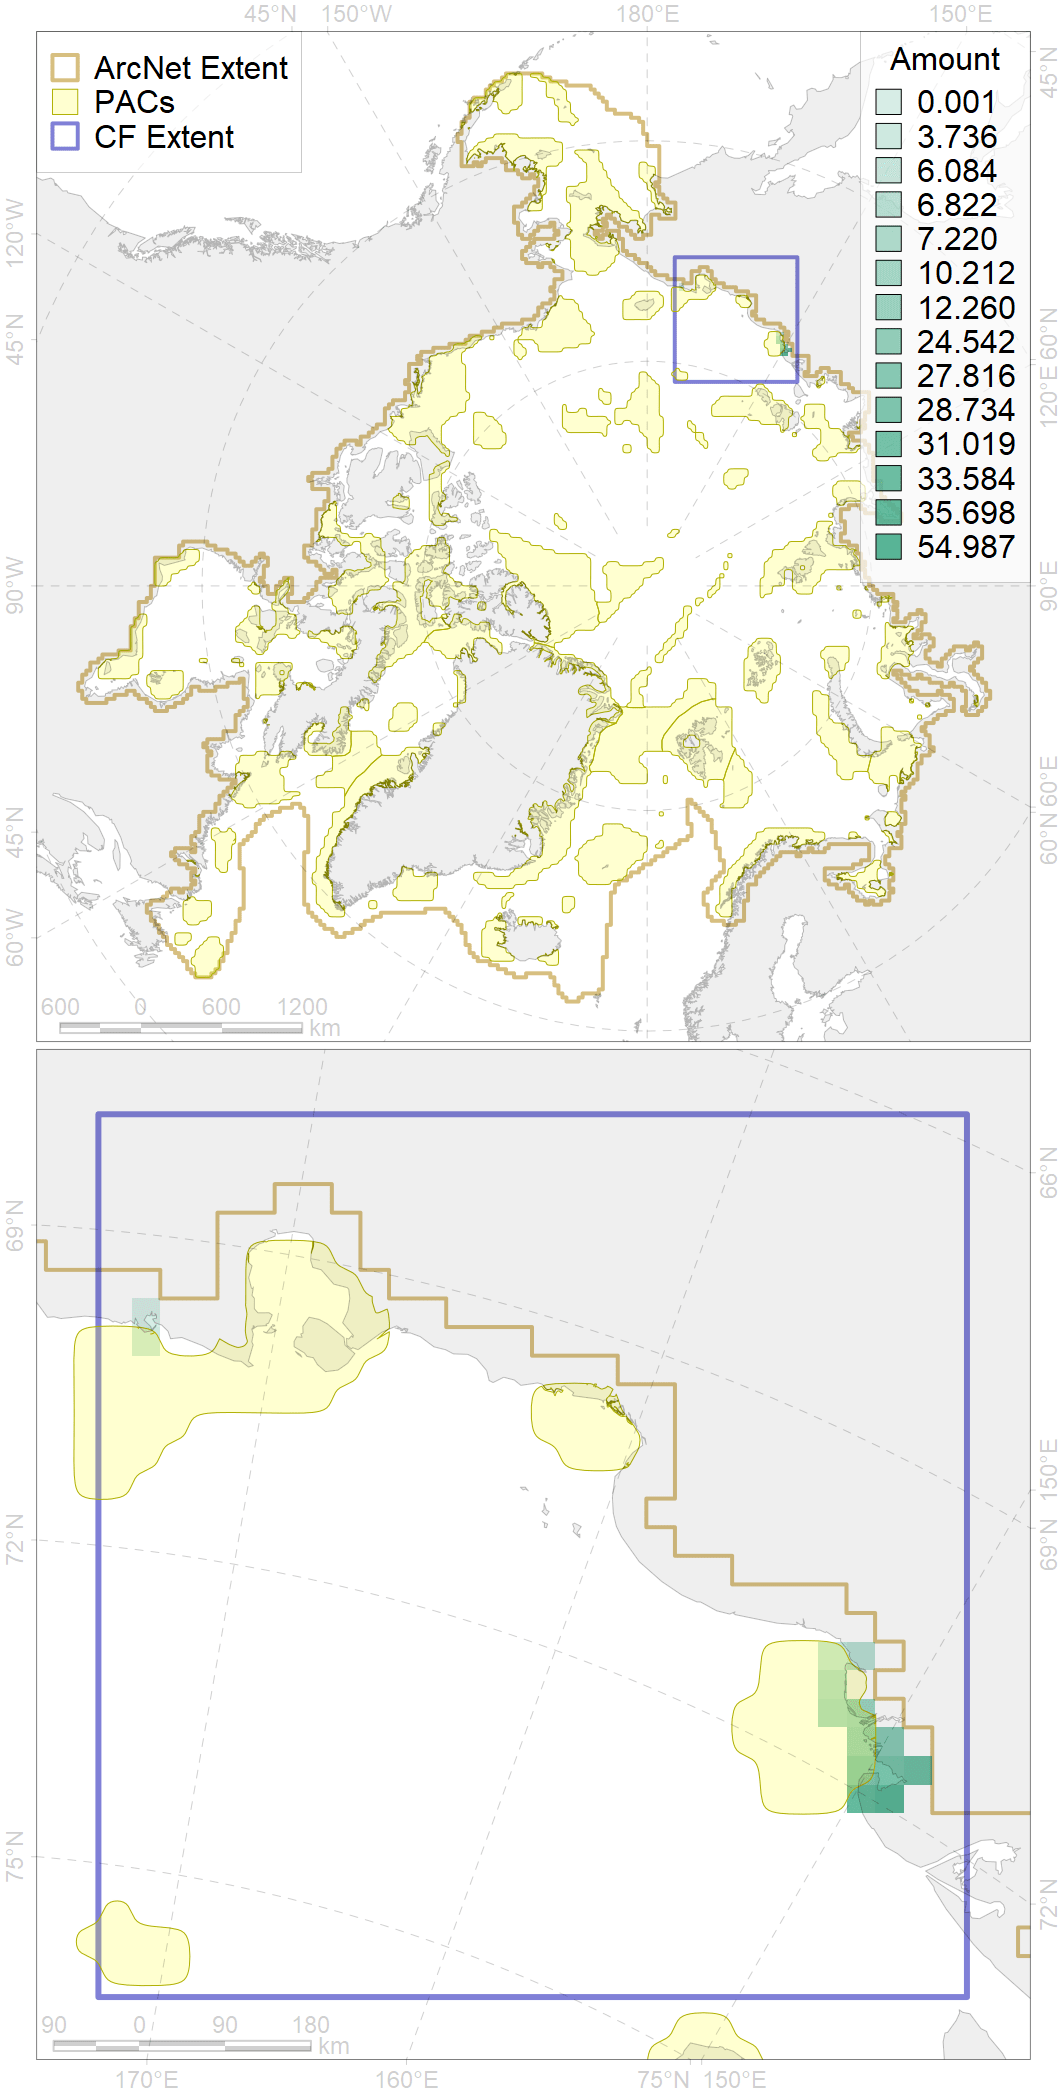 45°N 150°W 180°E 150°E
ArcNet Extent
PACs
CF Extent
Amount
0.001
3.736
6.084
6.822
7.220
10.212
12.260
24.542
27.816
28.734
31.019
33.584
35.698
54.987
120°W
45°N
90°W
45°N
60°W
45°N
60°N
120°E
90°E
60°E
60°N
600 0 600 1200
km
69°N
72°N
75°N
66°N
150°E
69°N
72°N
90 0 90 180
km
170°E 160°E 75°N 150°E